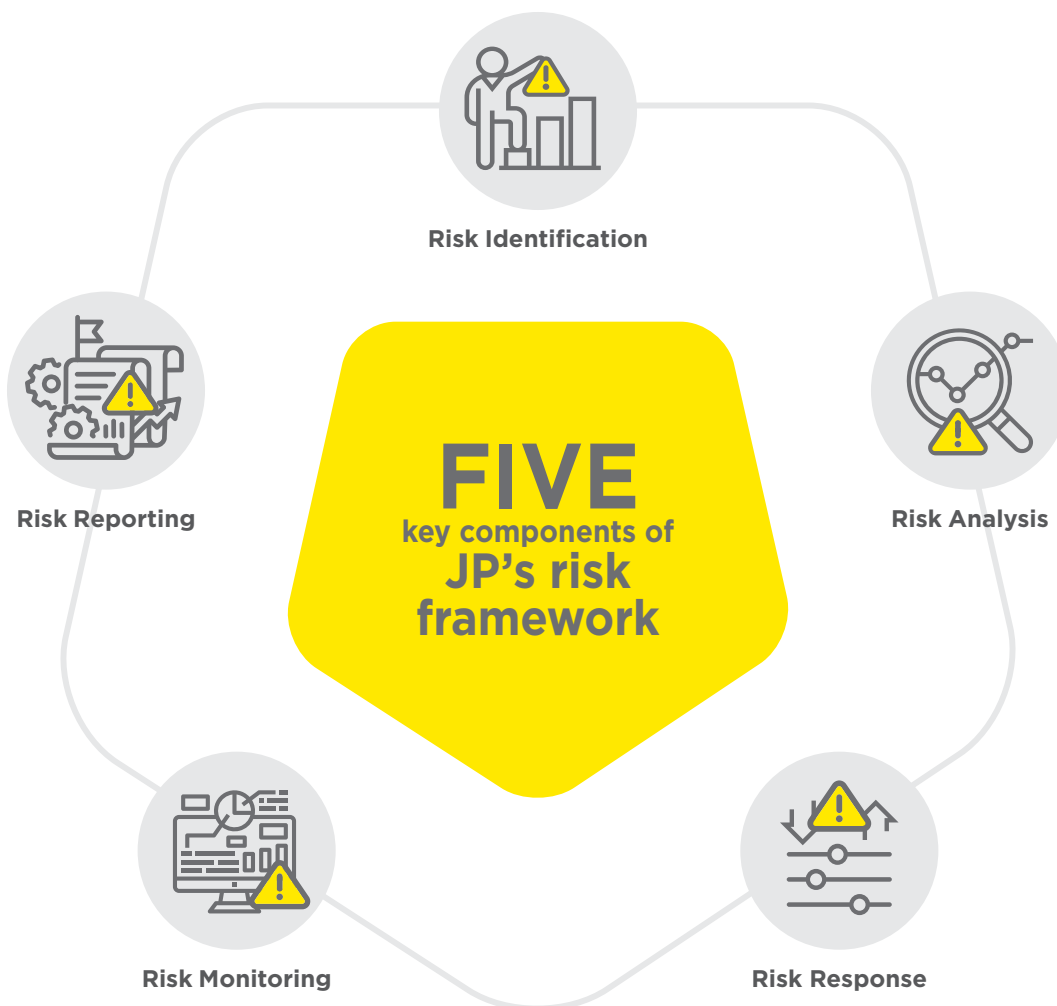 Risk Identification
Risk Reporting
Risk Analysis
FIVE
key components of
JP’s risk
framework
Risk Monitoring
Risk Response